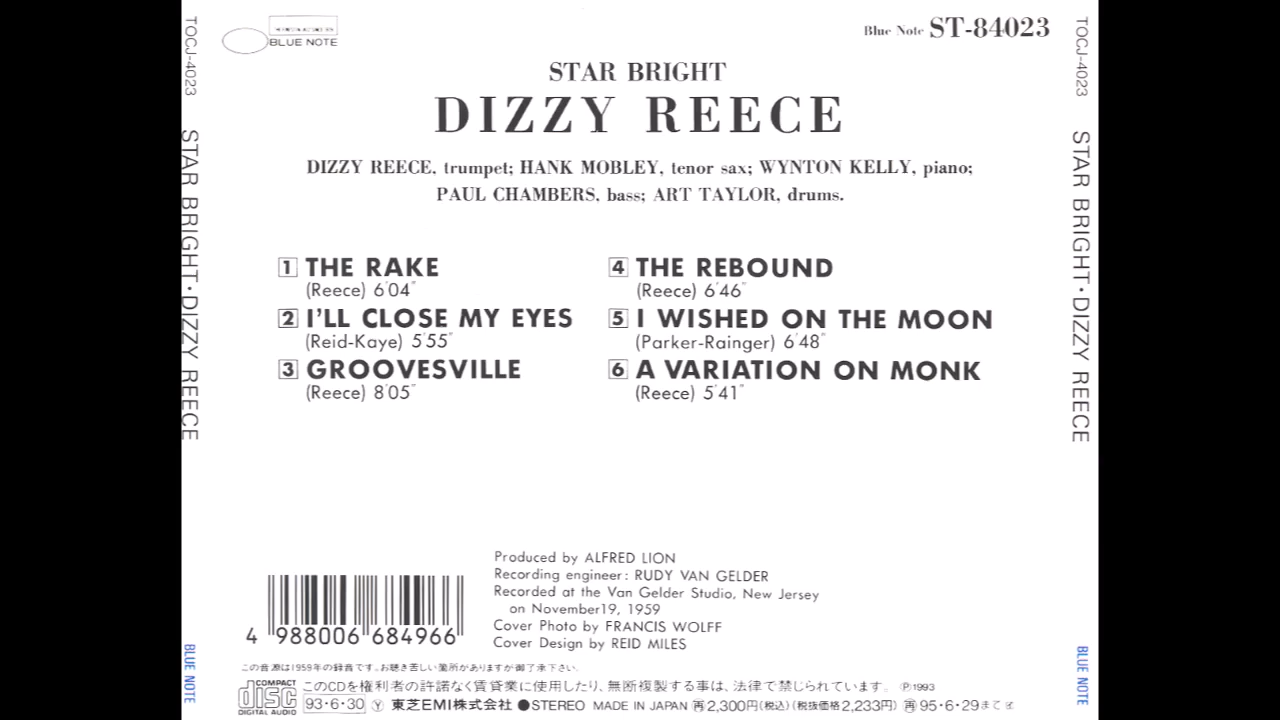 TOCJ-4023
STAR BRIGHT・DIZZY REECE
BLUE NOTE
BLUE NOTE
Blue Note ST-84023
STAR BRIGHT
DIZZY REECE
DIZZY REECE, trumpet; HANK MOBLEY, tenor sax; WYNTON KELLY, piano;
PAUL CHAMBERS, bass; ART TAYLOR, drums.
1 THE RAKE
(Reece) 6'04"
2 I'LL CLOSE MY EYES
(Reid-Kaye) 5'55"
3 GROOVESVILLE
(Reece) 8'05"
4 THE REBOUND
(Reece) 6'46"
5 I WISHED ON THE MOON
(Parker-Rainger) 6'48"
6 A VARIATION ON MONK
(Reece) 5'41"
Produced by ALFRED LION
Recording engineer: RUDY VAN GELDER
Recorded at the Van Gelder Studio, New Jersey
on November19, 1959
Cover Photo by FRANCIS WOLFF
Cover Design by REID MILES
4 988006 684966
この音源は1959年の録音です。お聴き苦しい箇所がありますが御了承下さい。
COMPACT disc DIGITAL AUDIO
このCDを権利者の許諾なく賃貸業に使用したり、無断複製する事は、法律で禁じられています。 Ⓟ1993
93・6・30 Ⓨ 東芝EMI株式会社 ●STEREO MADE IN JAPAN 再 2,300円(税込)(税抜価格2,233円) 再 95・6・29まで
TOCJ-4023
STAR BRIGHT・DIZZY REECE
BLUE NOTE